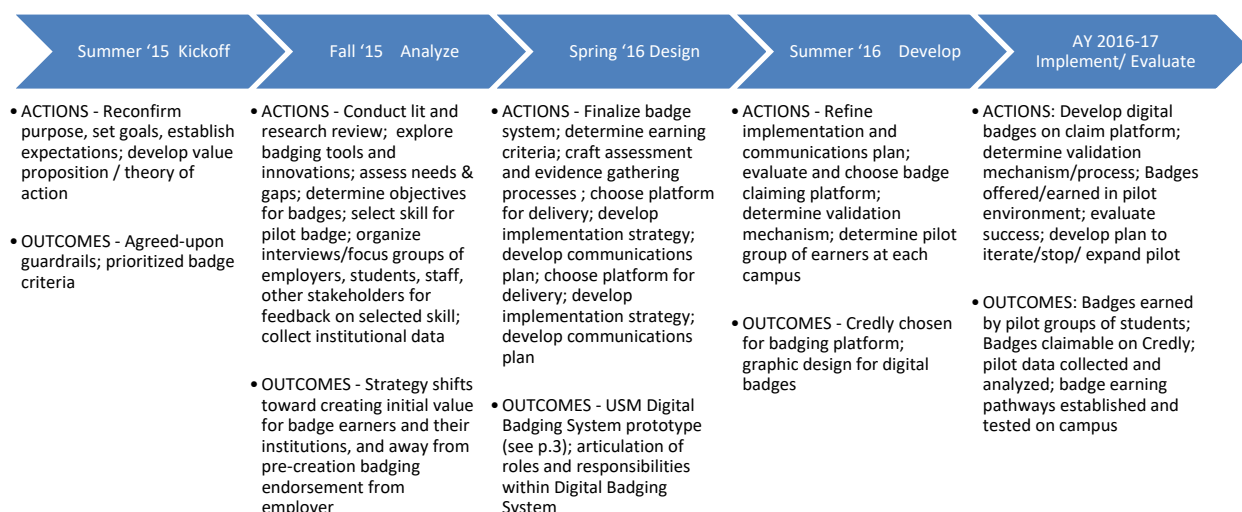 Summer ‘15 Kickoff
• ACTIONS - Reconfirm
purpose, set goals, establish
expectations; develop value
proposition / theory of
action
• OUTCOMES - Agreed-upon
guardrails; prioritized badge
criteria
Fall ‘15 Analyze
• ACTIONS - Conduct lit and
research review; explore
badging tools and
innovations; assess needs &
gaps; determine objectives
for badges; select skill for
pilot badge; organize
interviews/focus groups of
employers, students, staff,
other stakeholders for
feedback on selected skill;
collect institutional data
• OUTCOMES - Strategy shifts
toward creating initial value
for badge earners and their
institutions, and away from
pre-creation badging
endorsement from
employer
Spring ‘16 Design
• ACTIONS - Finalize badge
system; determine earning
criteria; craft assessment
and evidence gathering
processes ; choose platform
for delivery; develop
implementation strategy;
develop communications
plan; choose platform for
delivery; develop
implementation strategy;
develop communications
plan
• OUTCOMES - USM Digital
Badging System prototype
(see p.3); articulation of
roles and responsibilities
within Digital Badging
System
Summer ‘16 Develop
• ACTIONS - Refine
implementation and
communications plan;
evaluate and choose badge
claiming platform;
determine validation
mechanism; determine pilot
group of earners at each
campus
• OUTCOMES - Credly chosen
for badging platform;
graphic design for digital
badges
AY 2016-17
Implement/ Evaluate
• ACTIONS: Develop digital
badges on claim platform;
determine validation
mechanism/process; Badges
offered/earned in pilot
environment; evaluate
success; develop plan to
iterate/stop/ expand pilot
• OUTCOMES: Badges earned
by pilot groups of students;
Badges claimable on Credly;
pilot data collected and
analyzed; badge earning
pathways established and
tested on campus